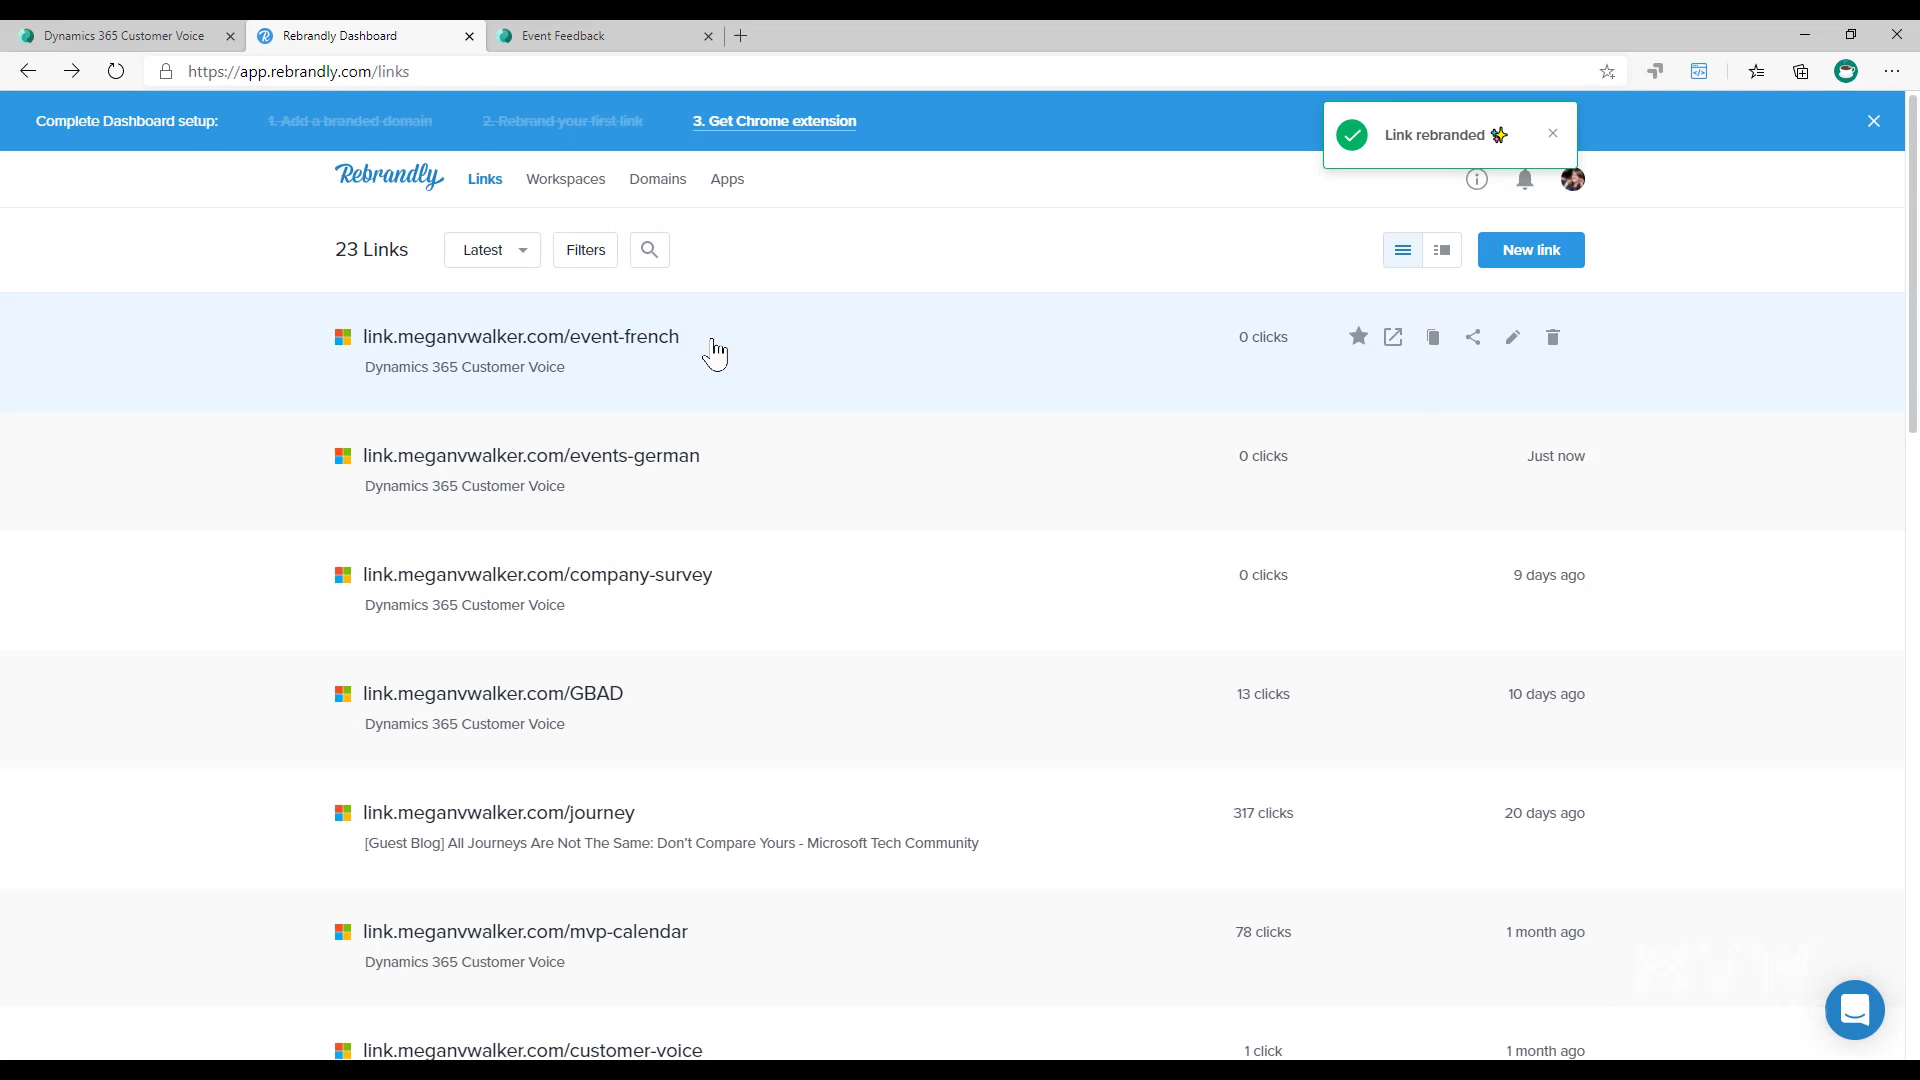 Dynamics 365 Customer Voice
Rebrandly Dashboard
Event Feedback
https://app.rebrandly.com/links
Complete Dashboard setup:
1. Add a branded domain
2. Rebrand your first link
3. Get Chrome extension
Link rebranded
Rebrandly
Links
Workspaces
Domains
Apps
23 Links
Latest
Filters
New link
link.meganvwalker.com/event-french
0 clicks
Dynamics 365 Customer Voice
link.meganvwalker.com/events-german
0 clicks
Just now
Dynamics 365 Customer Voice
link.meganvwalker.com/company-survey
0 clicks
9 days ago
Dynamics 365 Customer Voice
link.meganvwalker.com/GBAD
13 clicks
10 days ago
Dynamics 365 Customer Voice
link.meganvwalker.com/journey
317 clicks
20 days ago
[Guest Blog] All Journeys Are Not The Same: Don't Compare Yours - Microsoft Tech Community
link.meganvwalker.com/mvp-calendar
78 clicks
1 month ago
Dynamics 365 Customer Voice
link.meganvwalker.com/customer-voice
1 click
1 month ago